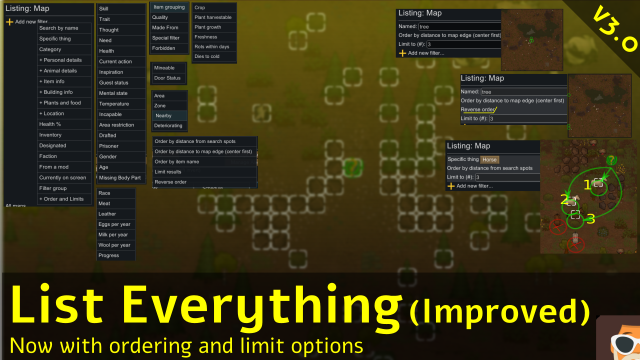 Listing: Map
Add new filter
Search by name
Specific thing
Category
+ Personal details
+ Animal details
+ Item info
+ Building info
+ Plants and food
+ Location
Health %
Inventory
Designated
Faction
From a mod
Currently on screen
Filter group
+ Order and Limits
Skill
Trait
Thought
Need
Health
Current action
Inspiration
Guest status
Mental state
Temperature
Incapable
Area restriction
Drafted
Prisoner
Gender
Age
Missing Body Part
Race
Meat
Leather
Eggs per year
Milk per year
Wool per year
Progress
Item grouping
Quality
Made From
Special filter
Forbidden
Mineable
Door Status
Area
Zone
Nearby
Deteriorating
Crop
Plant harvestable
Plant growth
Freshness
Rots within days
Dies to cold
Order by distance from search spots
Order by distance to map edge (center first)
Order by item name
Limit results
Reverse order
Listing: Map
Named: tree
Order by distance to map edge (center first)
Limit to (#): 3
Add new filter...
Listing: Map
Named: tree
Order by distance to map edge (center first)
Reverse order
Limit to (#): 3
Listing: Map
Specific thing Horse
Order by distance from search spots
Limit to (#): 3
Add new filter...
1
2
3
V3.0
List Everything (Improved)
Now with ordering and limit options